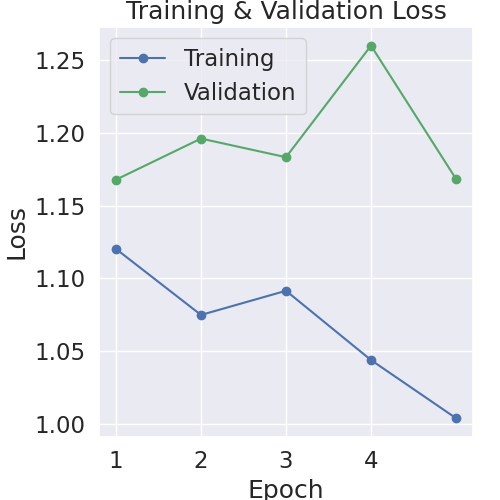 Training & Validation Loss
Training
Validation
1.25
1.20
1.15
1.10
1.05
1.00
Loss
1 2 3 4
Epoch